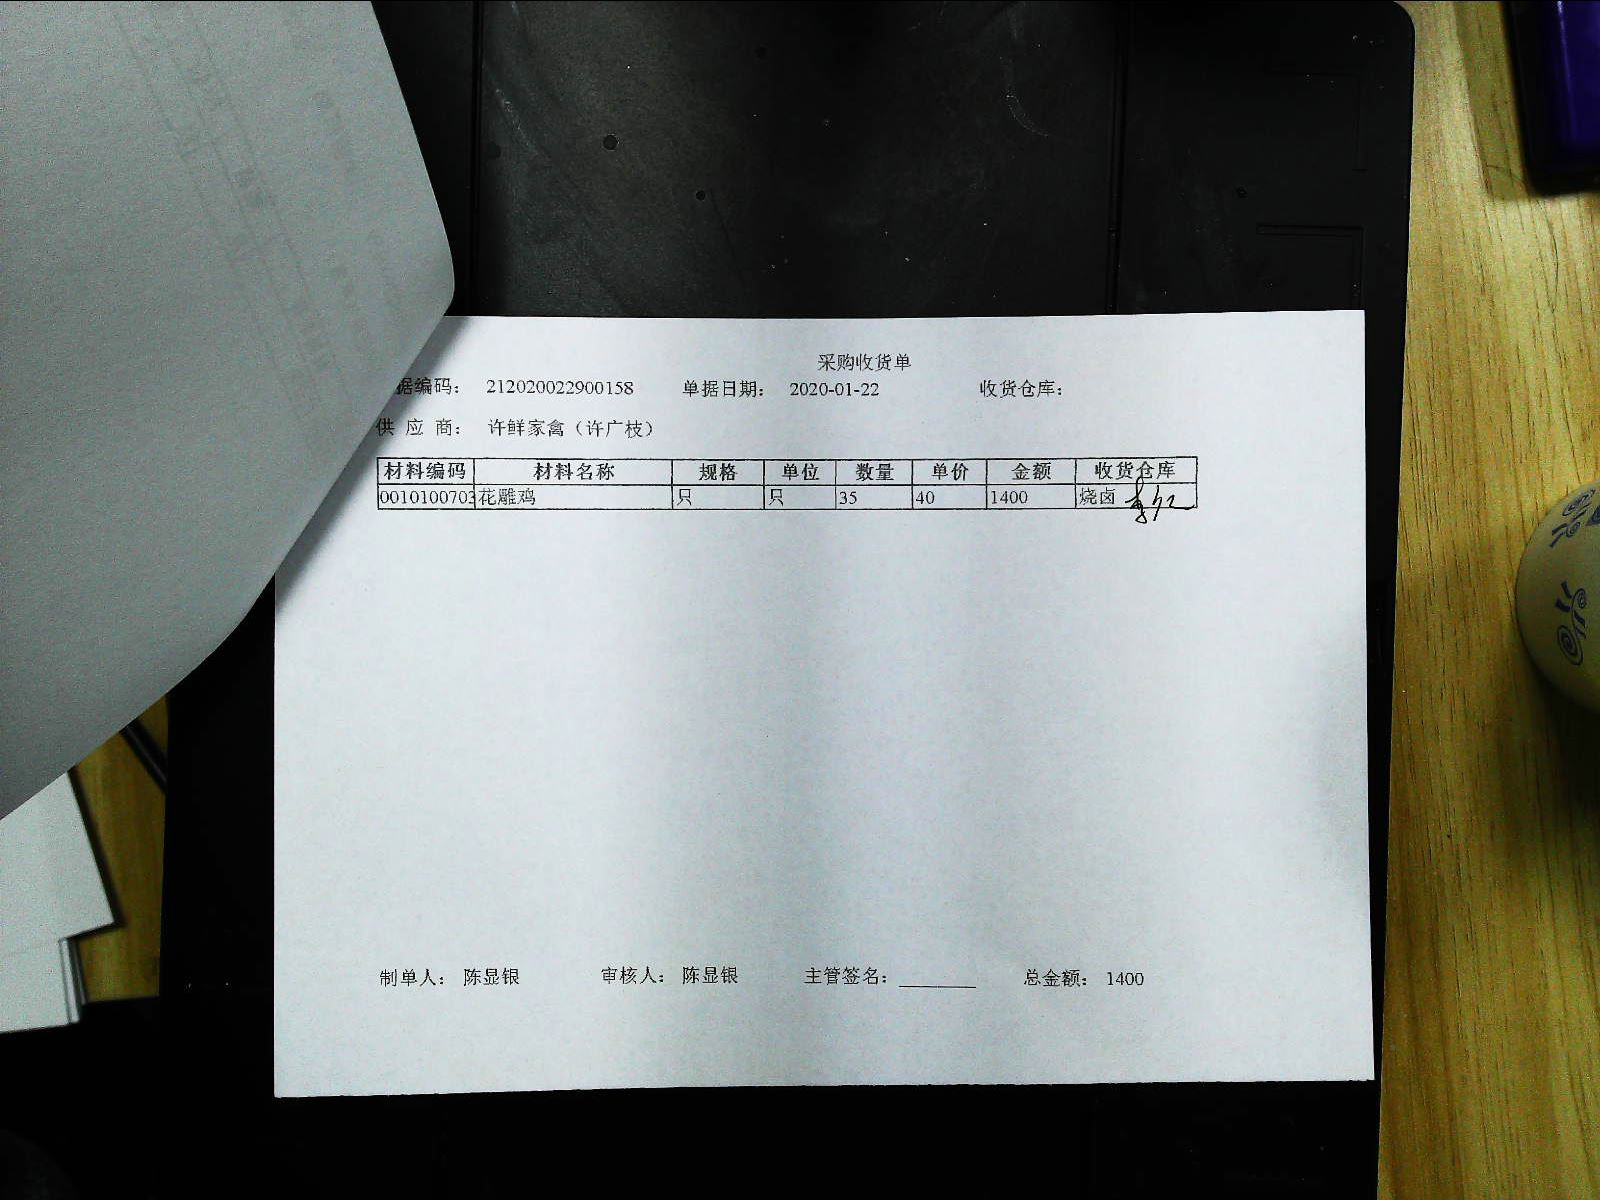 采购收货单
据编码： 212020022900158 单据日期： 2020-01-22 收货仓库：
供 应 商： 许鲜家禽（许广枝）
材料编码 材料名称 规格 单位 数量 单价 金额 收货仓库
0010100703 花雕鸡 只 只 35 40 1400 烧卤
制单人： 陈显银 审核人： 陈显银 主管签名： 总金额： 1400